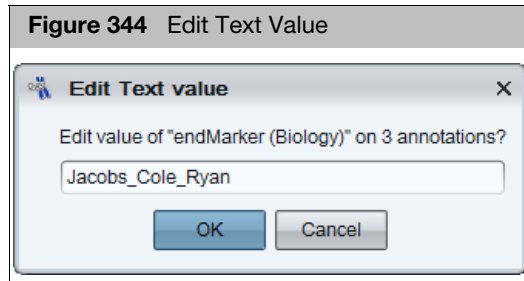 Figure 344 Edit Text Value
Edit Text value
Edit value of "endMarker (Biology)" on 3 annotations?
Jacobs_Cole_Ryan
OK Cancel